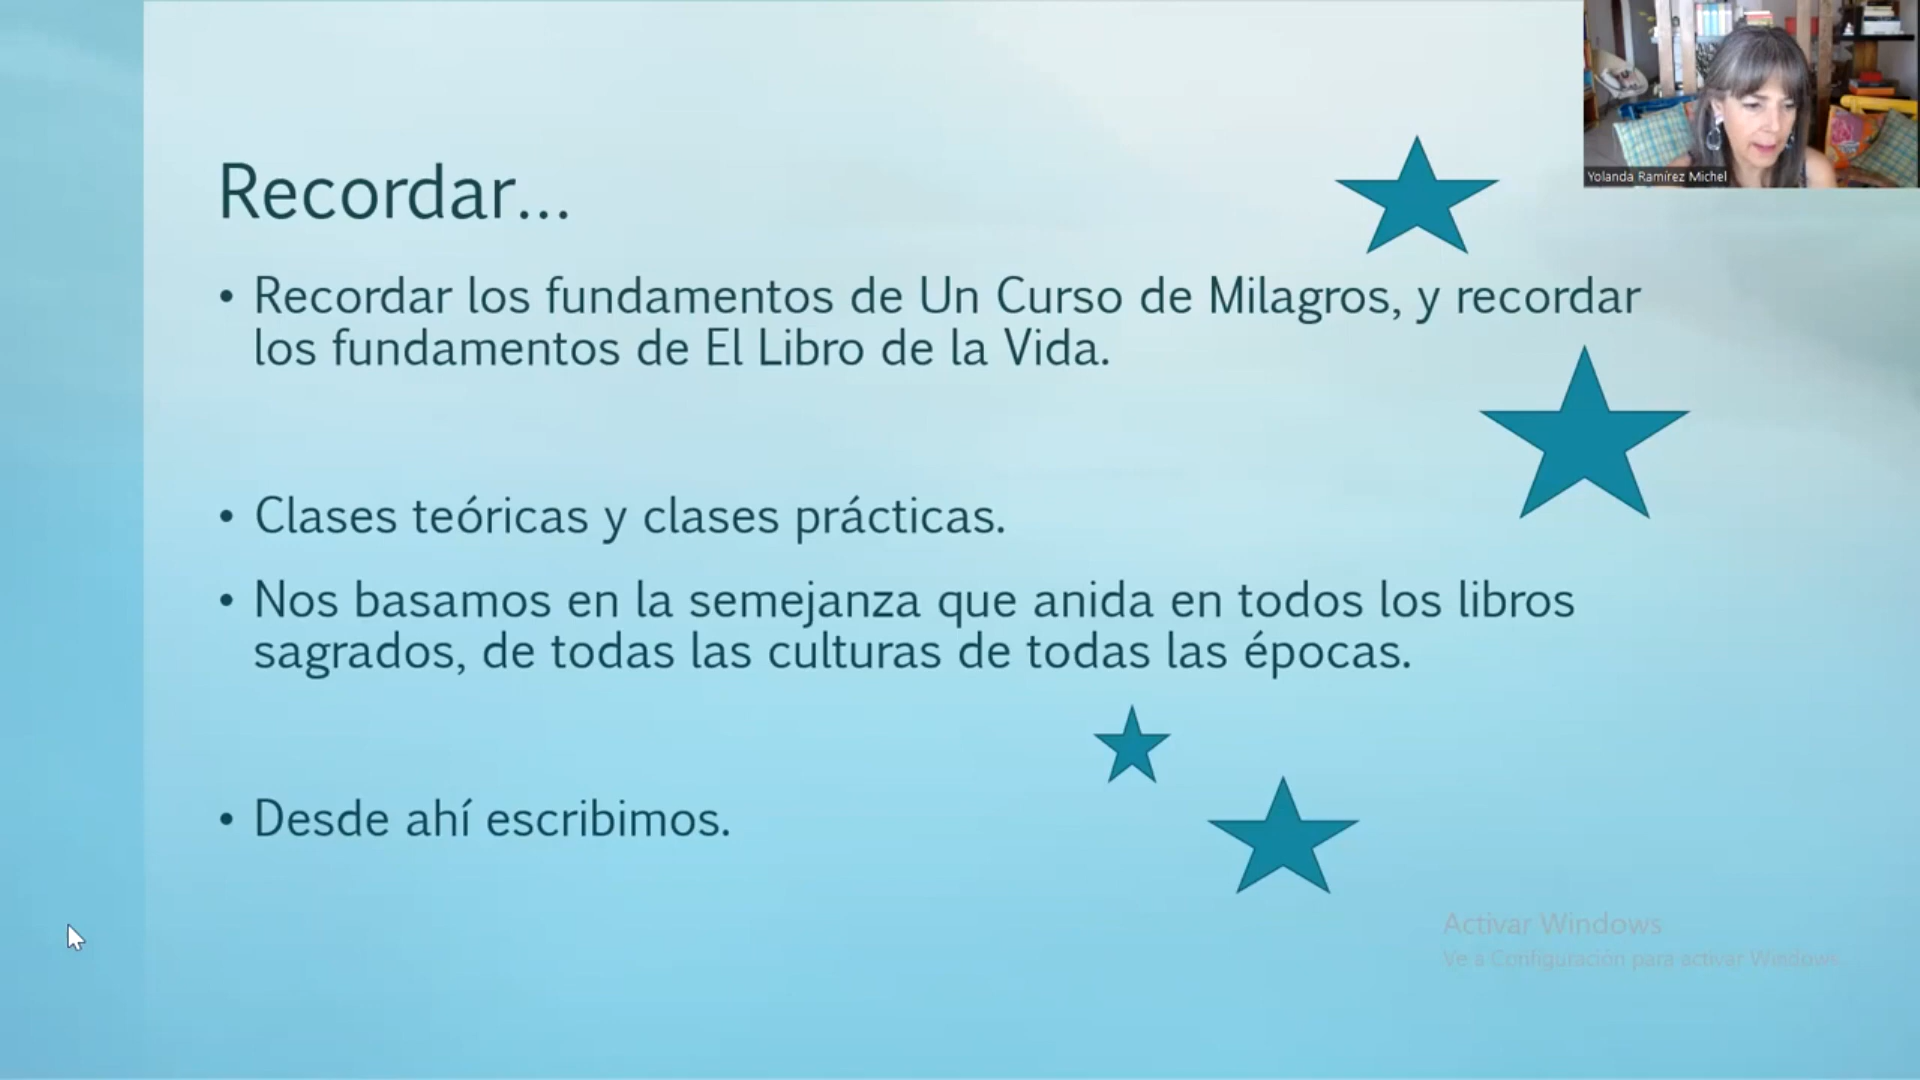 Yolanda Ramírez Michel
Recordar...
• Recordar los fundamentos de Un Curso de Milagros, y recordar
los fundamentos de El Libro de la Vida.
• Clases teóricas y clases prácticas.
• Nos basamos en la semejanza que anida en todos los libros
sagrados, de todas las culturas de todas las épocas.
• Desde ahí escribimos.
Activar Windows
Ve a Configuración para activar Windows.